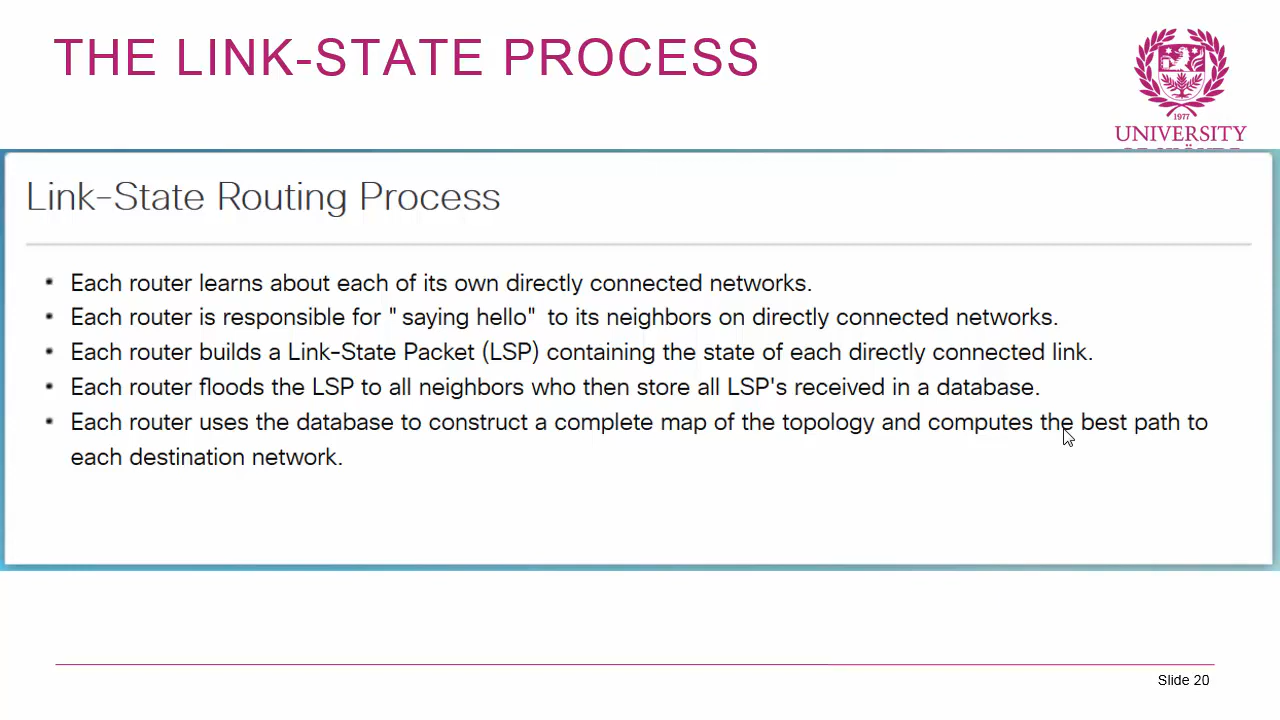 THE LINK-STATE PROCESS
1977
UNIVERSITY
Link-State Routing Process
• Each router learns about each of its own directly connected networks.
• Each router is responsible for "saying hello" to its neighbors on directly connected networks.
• Each router builds a Link-State Packet (LSP) containing the state of each directly connected link.
• Each router floods the LSP to all neighbors who then store all LSP's received in a database.
• Each router uses the database to construct a complete map of the topology and computes the best path to
each destination network.
Slide 20